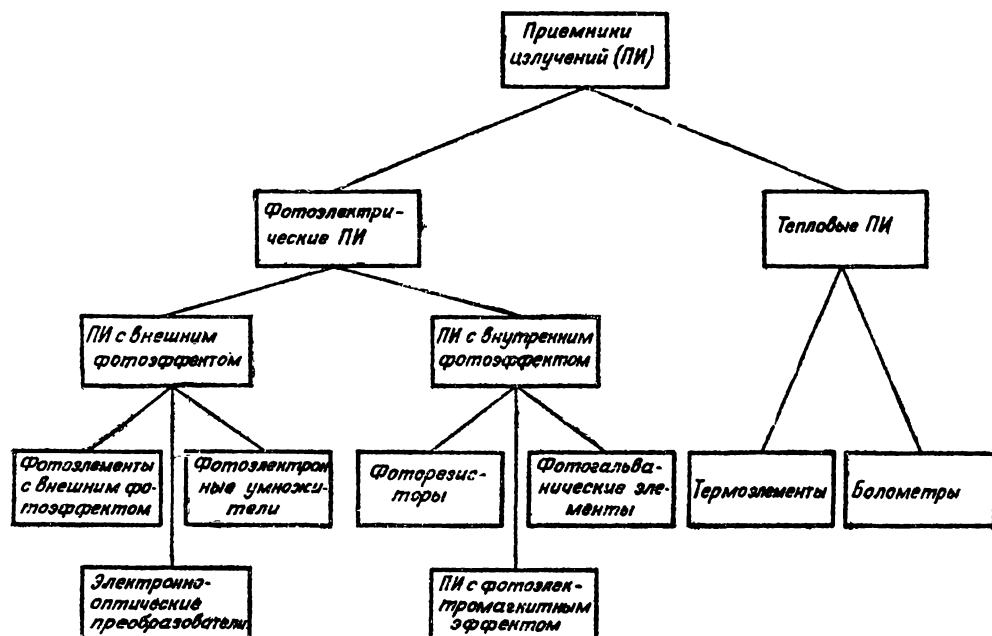 Приемники
излучений (ПИ)
Фотоэлектри-
ческие ПИ
Тепловые ПИ
ПИ с внешним
фотоэффектом
ПИ с внутренним
фотоэффектом
Фотоэлементы
с внешним фо-
тоэффектом
Фотоэлектрон
ные умножи-
тели
Фоторезис-
торы
Фотогальва-
нические эле-
менты
Термоэлементы
Болометры
Электронно-
оптические
преобразователи
ПИ с фотоэлек-
тромагнитным
эффектом